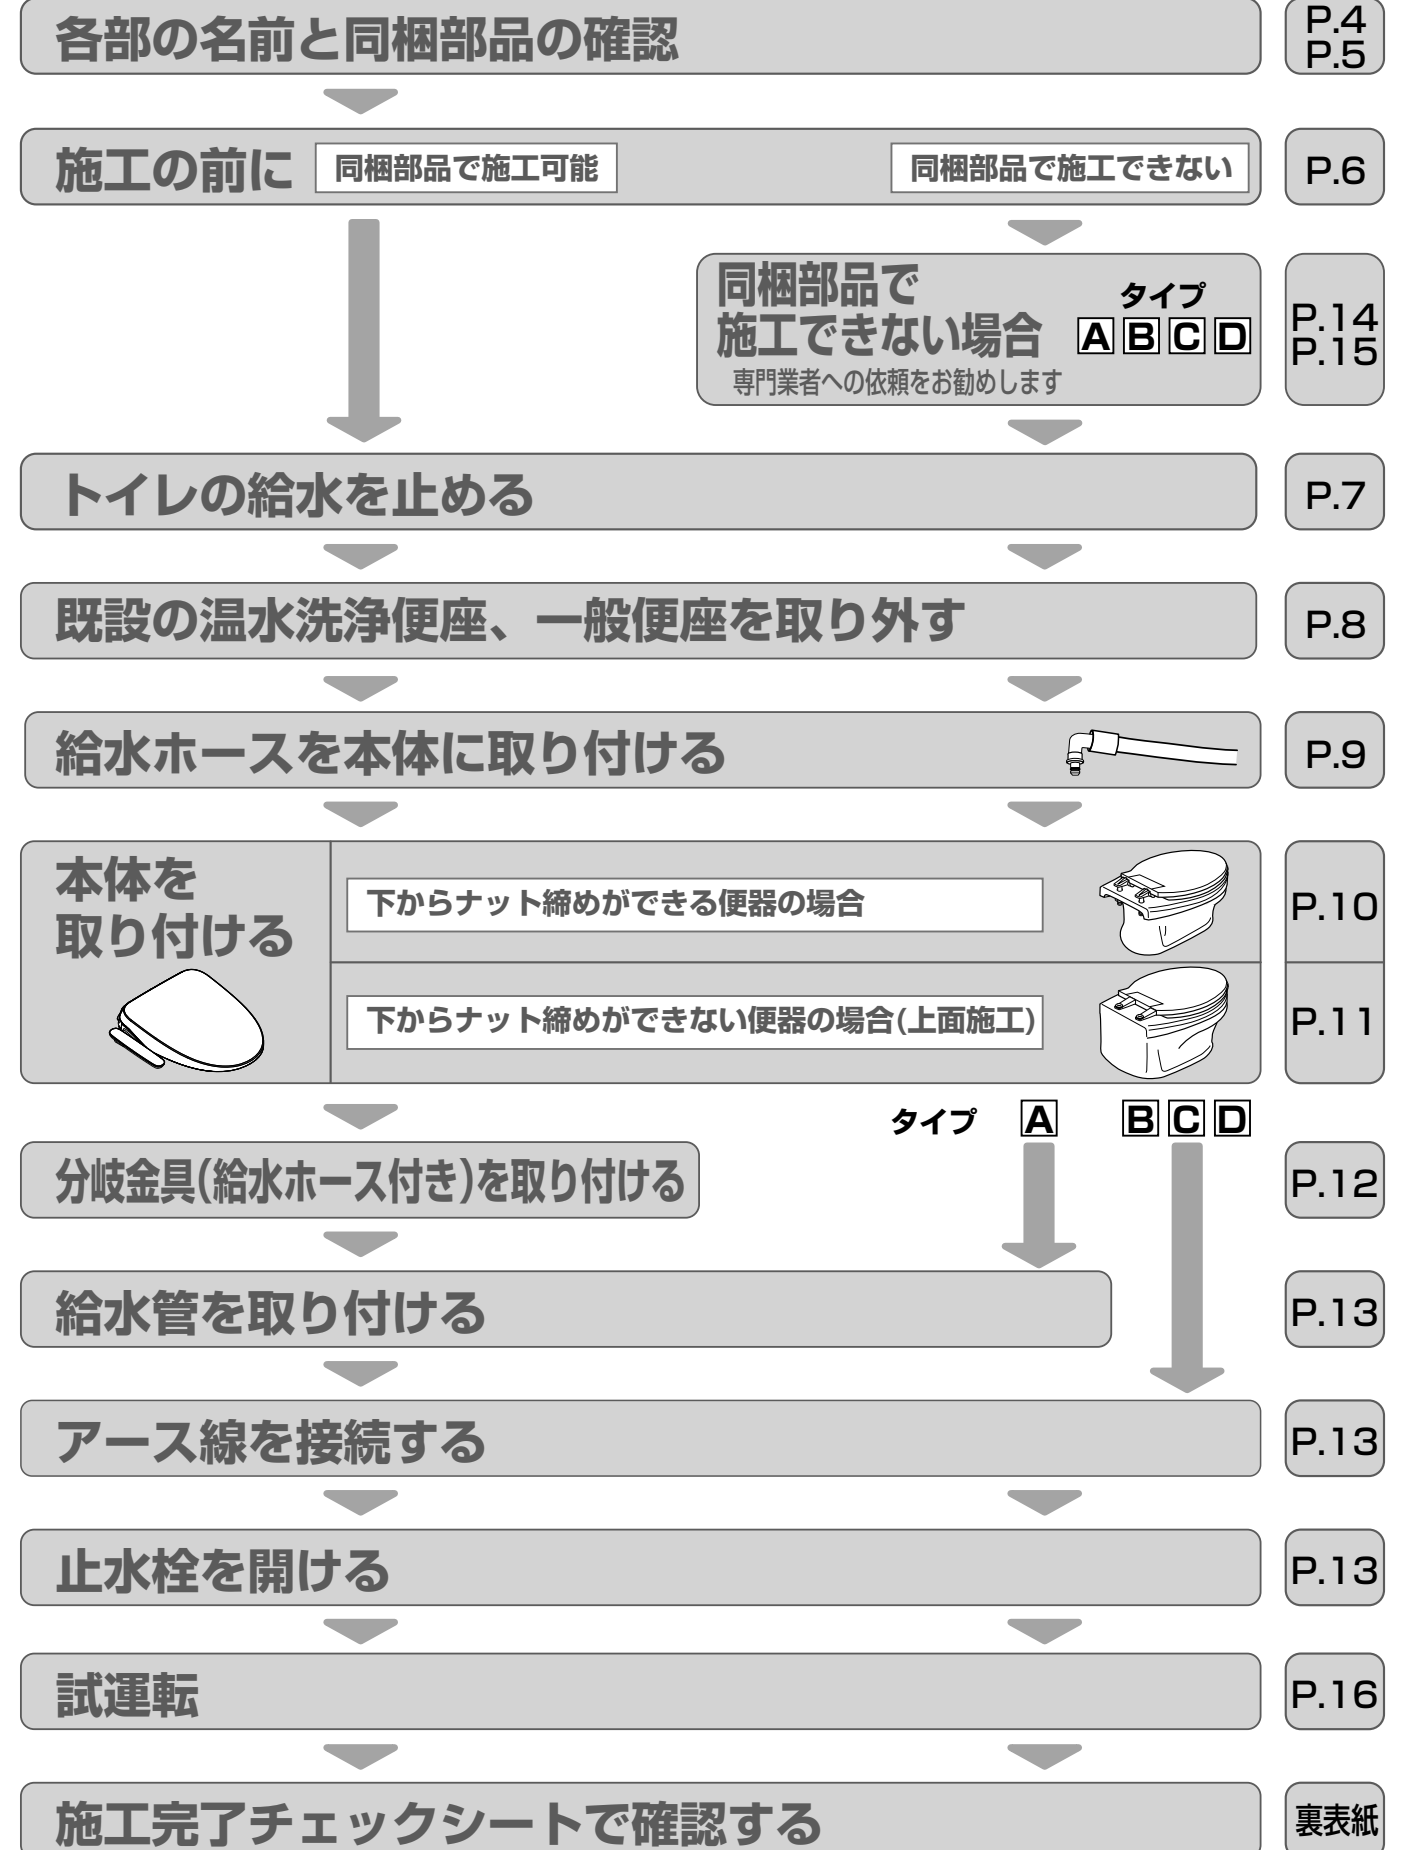 各部の名前と同梱部品の確認
P.4
P.5
施工の前に
同梱部品で施工可能
同梱部品で施工できない
P.6
同梱部品で
施工できない場合
専門業者への依頼をお勧めします
タイプ
A B C D
P.14
P.15
トイレの給水を止める
P.7
既設の温水洗浄便座、一般便座を取り外す
P.8
給水ホースを本体に取り付ける
P.9
本体を
取り付ける
下からナット締めができる便器の場合
P.10
下からナット締めができない便器の場合(上面施工)
P.11
タイプ A B C D
分岐金具(給水ホース付き)を取り付ける
P.12
給水管を取り付ける
P.13
アース線を接続する
P.13
止水栓を開ける
P.13
試運転
P.16
施工完了チェックシートで確認する
裏表紙